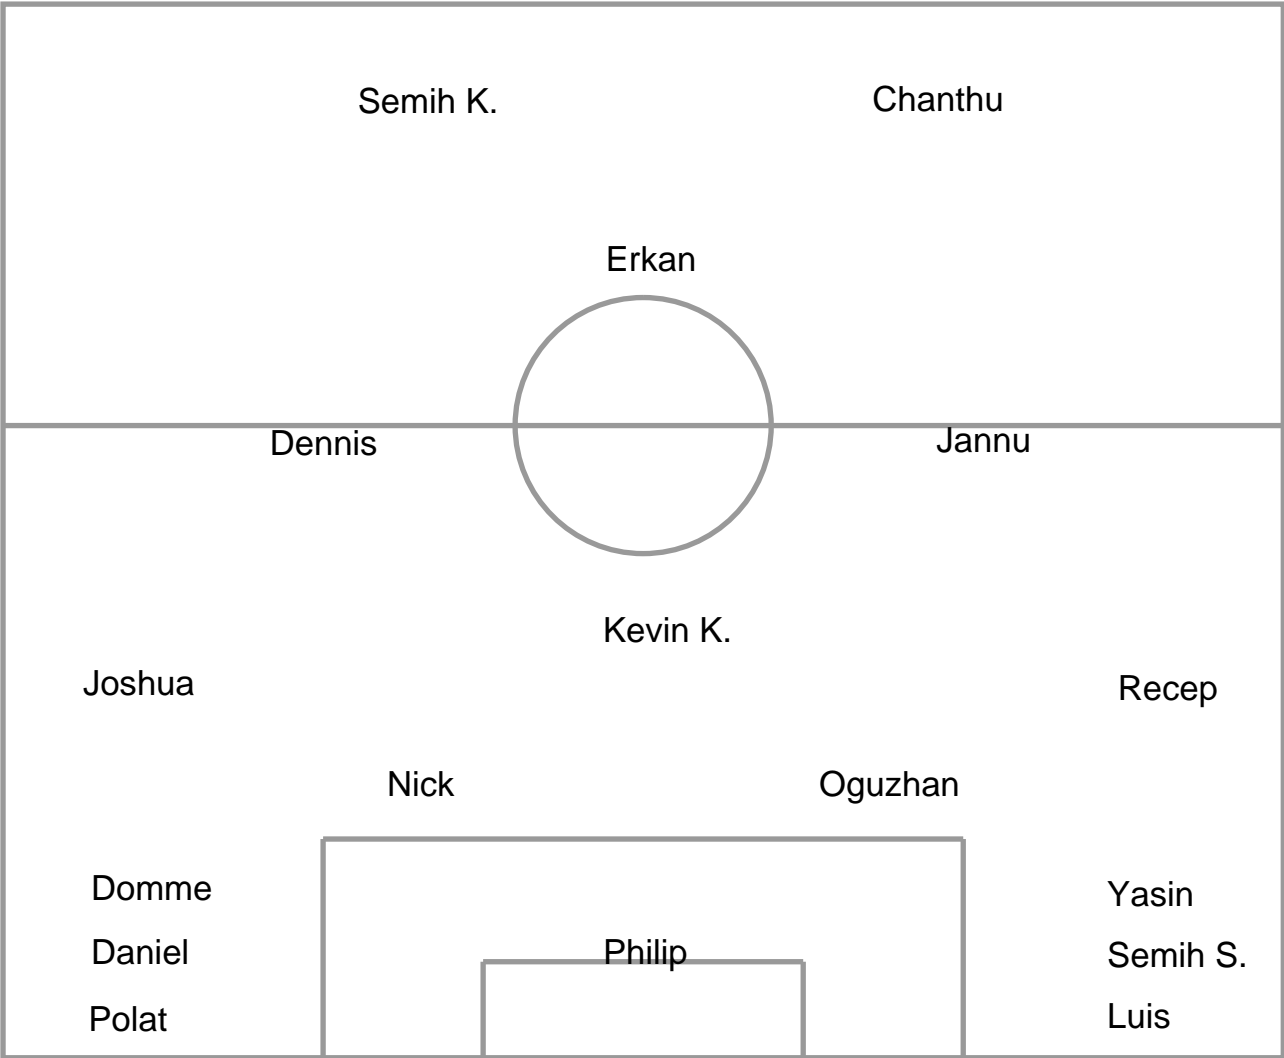 Semih K.
Chanthu
Erkan
Dennis
Jannu
Kevin K.
Joshua
Recep
Nick
Oguzhan
Domme
Yasin
Daniel
Philip
Semih S.
Polat
Luis